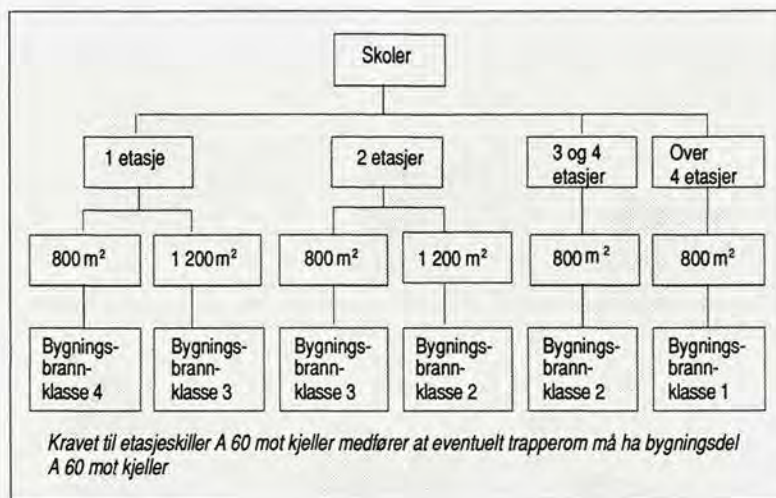 Skoler
1 etasje
2 etasjer
3 og 4
etasjer
Over
4 etasjer
800 m²
1 200 m²
800 m²
1 200 m²
800 m²
800 m²
Bygnings-
brann-
klasse 4
Bygnings-
brann-
klasse 3
Bygnings-
brann-
klasse 3
Bygnings-
brann-
klasse 2
Bygnings-
brann-
klasse 2
Bygnings-
brann-
klasse 1
Kravet til etasjeskiller A 60 mot kjeller medfører at eventuelt trapperom må ha bygningsdel
A 60 mot kjeller